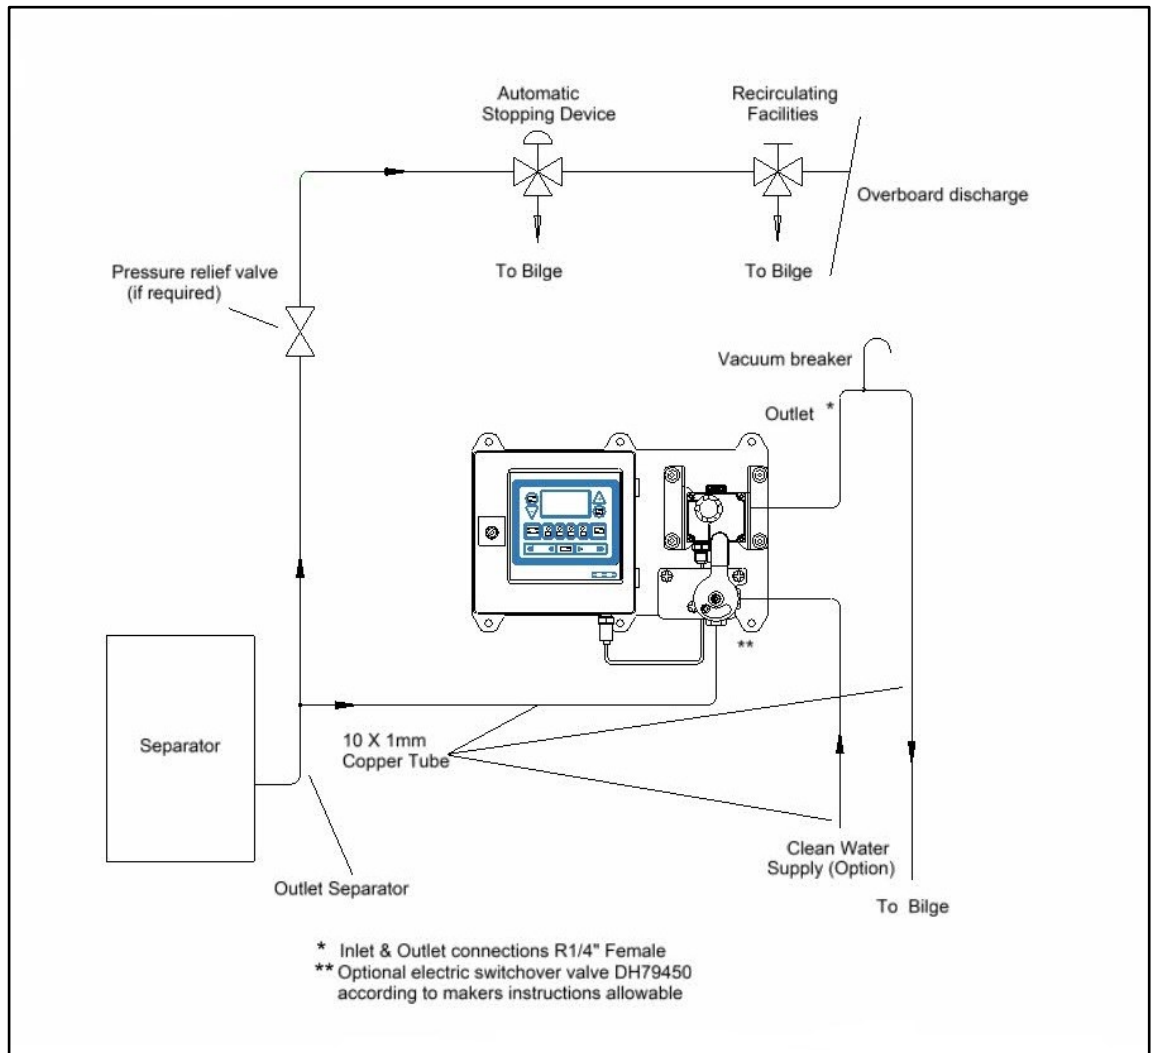 Automatic
Stopping Device
Recirculating
Facilities
Overboard discharge
To Bilge
To Bilge
Pressure relief valve
(if required)
Vacuum breaker
Outlet *
**
Separator
10 X 1mm
Copper Tube
Clean Water
Supply (Option)
Outlet Separator
To Bilge
* Inlet & Outlet connections R1/4" Female
** Optional electric switchover valve DH79450
according to makers instructions allowable